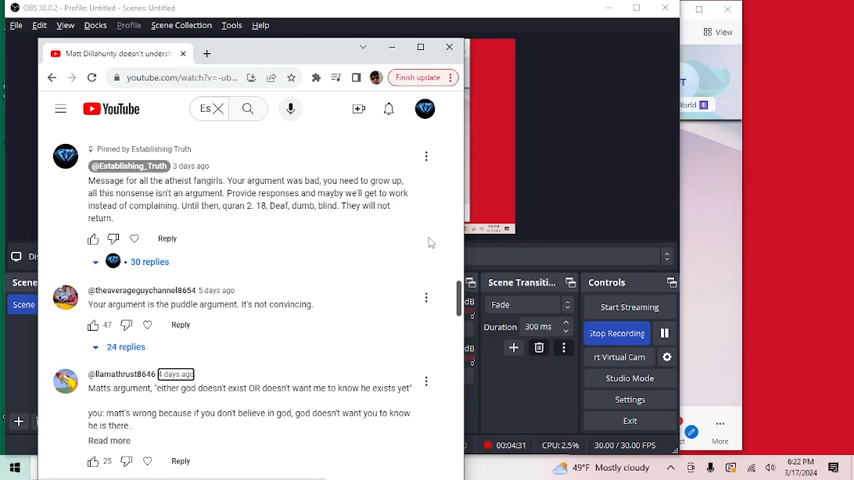 OBS 30.0.2 - Profile: Untitled - Scenes: Untitled
File Edit View Docks Profile Scene Collection Tools Help
View
Matt Dillahunty doesn't underst
youtube.com/watch?v=-ub...
Finish update
World
YouTube
Es
Pinned by Establishing Truth
@Establishing_Truth 3 days ago
Message for all the atheist fangirls. Your argument was bad, you need to grow up,
all this nonsense isn't an argument. Provide responses and mayby we'll get to work
instead of complaining. Until then, quran 2. 18, Deaf, dumb, blind. They will not
return.
Reply
30 replies
@theaverageguychannel8654 5 days ago
Your argument is the puddle argument. It's not convincing.
47 Reply
24 replies
@llamathrust8646 4 days ago
Matts argument, "either god doesn't exist OR doesn't want me to know he exists yet"
you: matt's wrong because if you don't believe in god, god doesn't want you to know
he is there..
Read more
25 Reply
Scene
Scene Transiti...
Controls
Fade
Duration 300 ms
Start Streaming
Stop Recording
rt Virtual Cam
Studio Mode
Settings
Exit
dB
dB
More
00:04:31 CPU: 2.5% 30.00 / 30.00 FPS
49°F Mostly cloudy
6:22 PM
3/17/2024